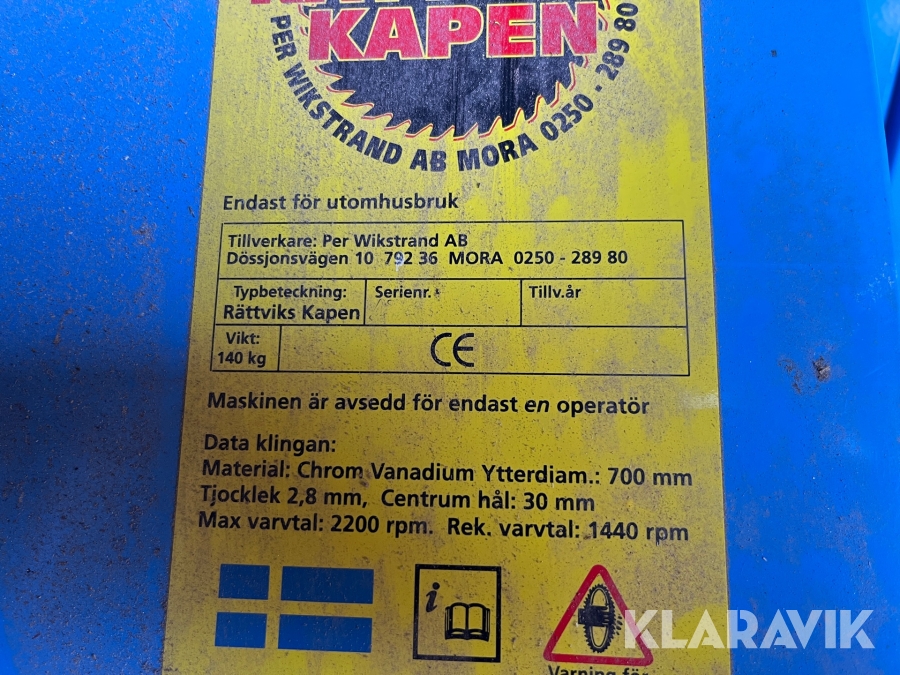 KAPEN
PER WIKSTRAND AB MORA 0250 - 289 80
Endast för utomhusbruk
Tillverkare: Per Wikstrand AB
Dössjonsvägen 10 792 36 MORA 0250 - 289 80
Typbeteckning:
Rättviks Kapen
Serienr.
Tillv.år
Vikt:
140 kg
CE
Maskinen är avsedd för endast en operatör
Data klingan:
Material: Chrom Vanadium Ytterdiam.: 700 mm
Tjocklek 2,8 mm, Centrum hål: 30 mm
Max varvtal: 2200 rpm. Rek. varvtal: 1440 rpm
i
KLARAVIK
Varning för